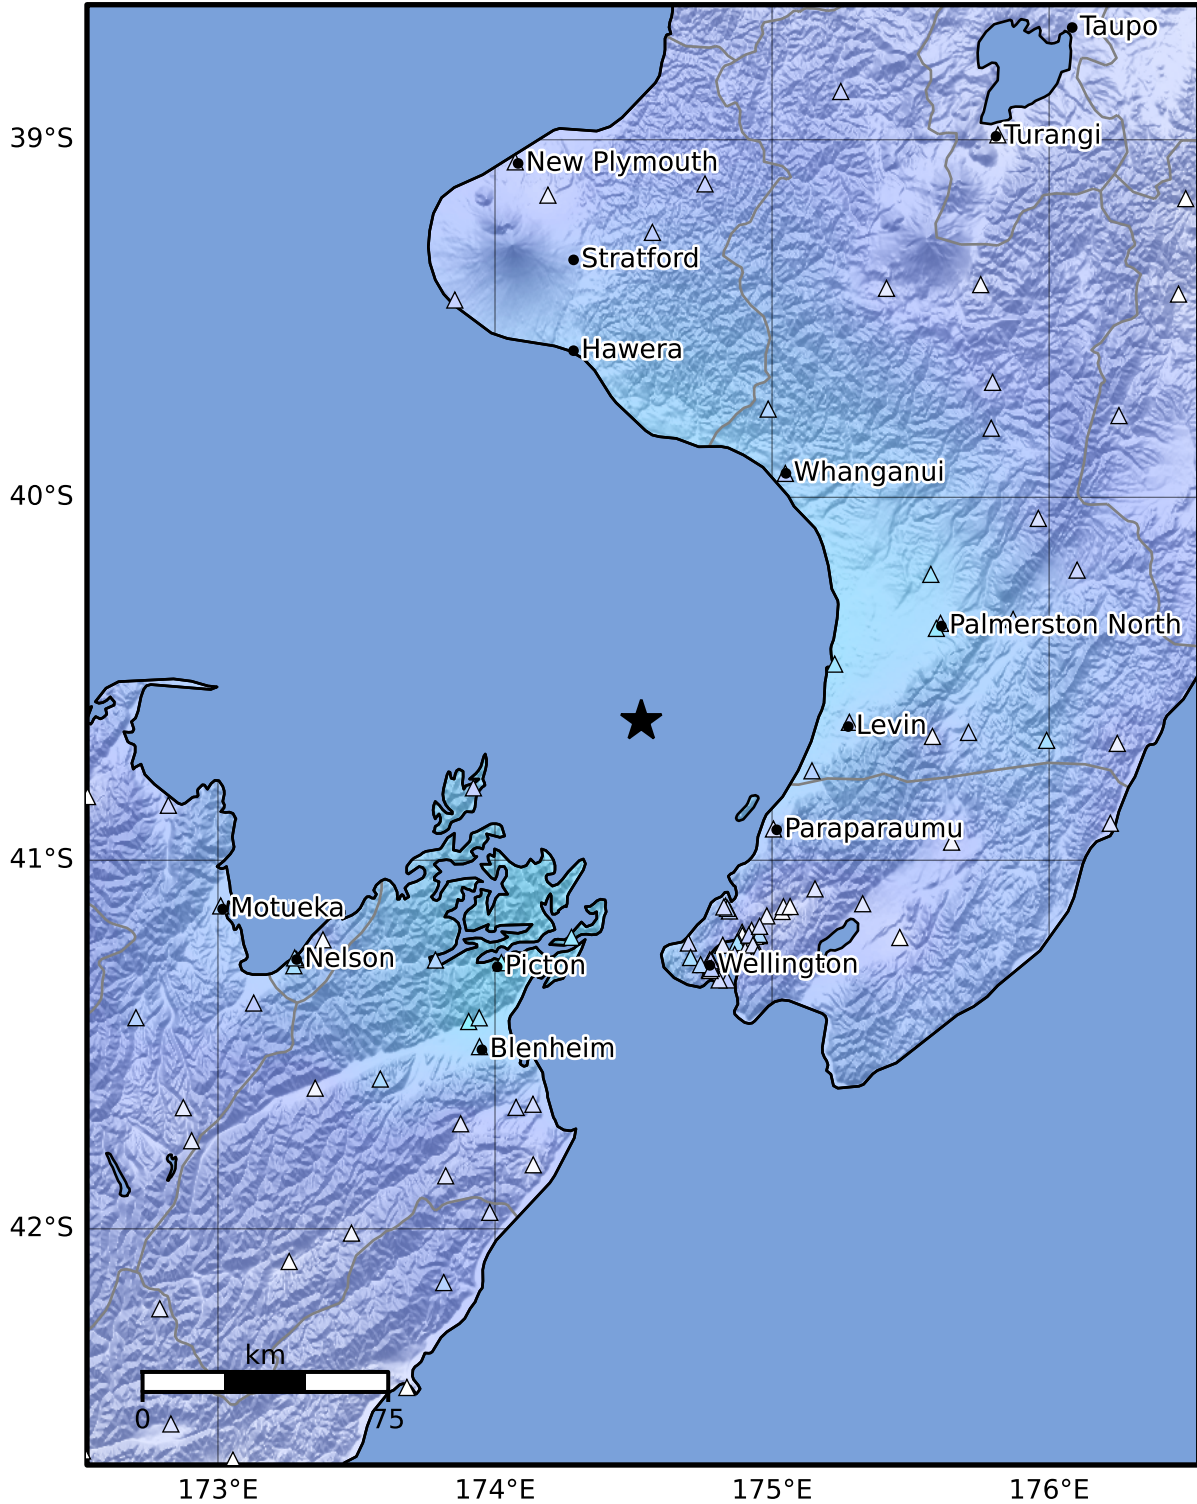 Taupo
39°S
Turangi
New Plymouth
Stratford
Hawera
Whanganui
40°S
Palmerston North
Levin
Paraparaumu
41°S
Motueka
Nelson
Picton
Wellington
Blenheim
42°S
km
0
75
173°E
174°E
175°E
176°E